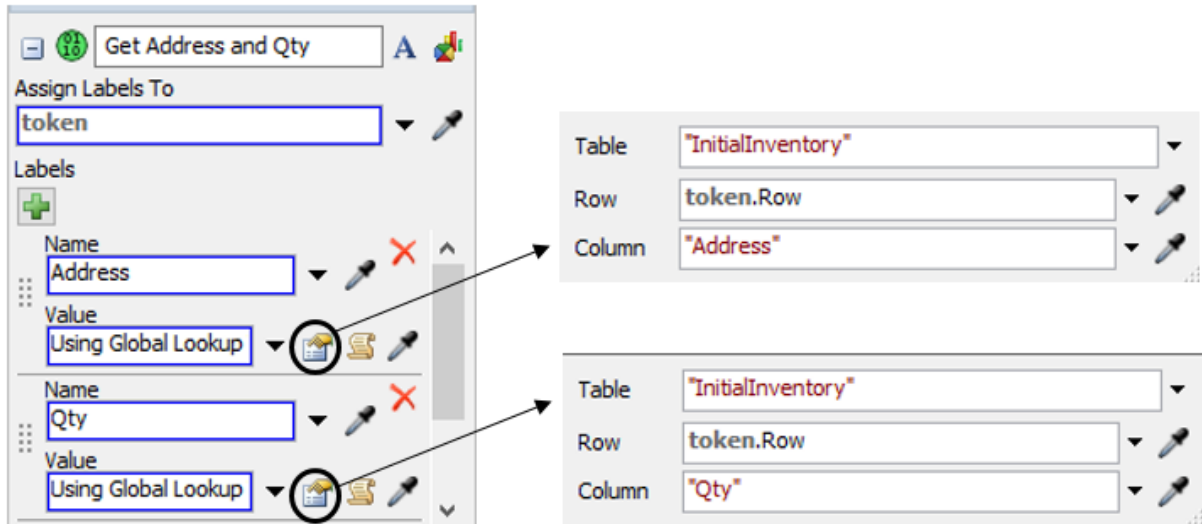 Get Address and Qty
A
Assign Labels To
token
Labels
Name
Address
Value
Using Global Lookup
Name
Qty
Value
Using Global Lookup
Table "InitialInventory"
Row token.Row
Column "Address"
Table "InitialInventory"
Row token.Row
Column "Qty"